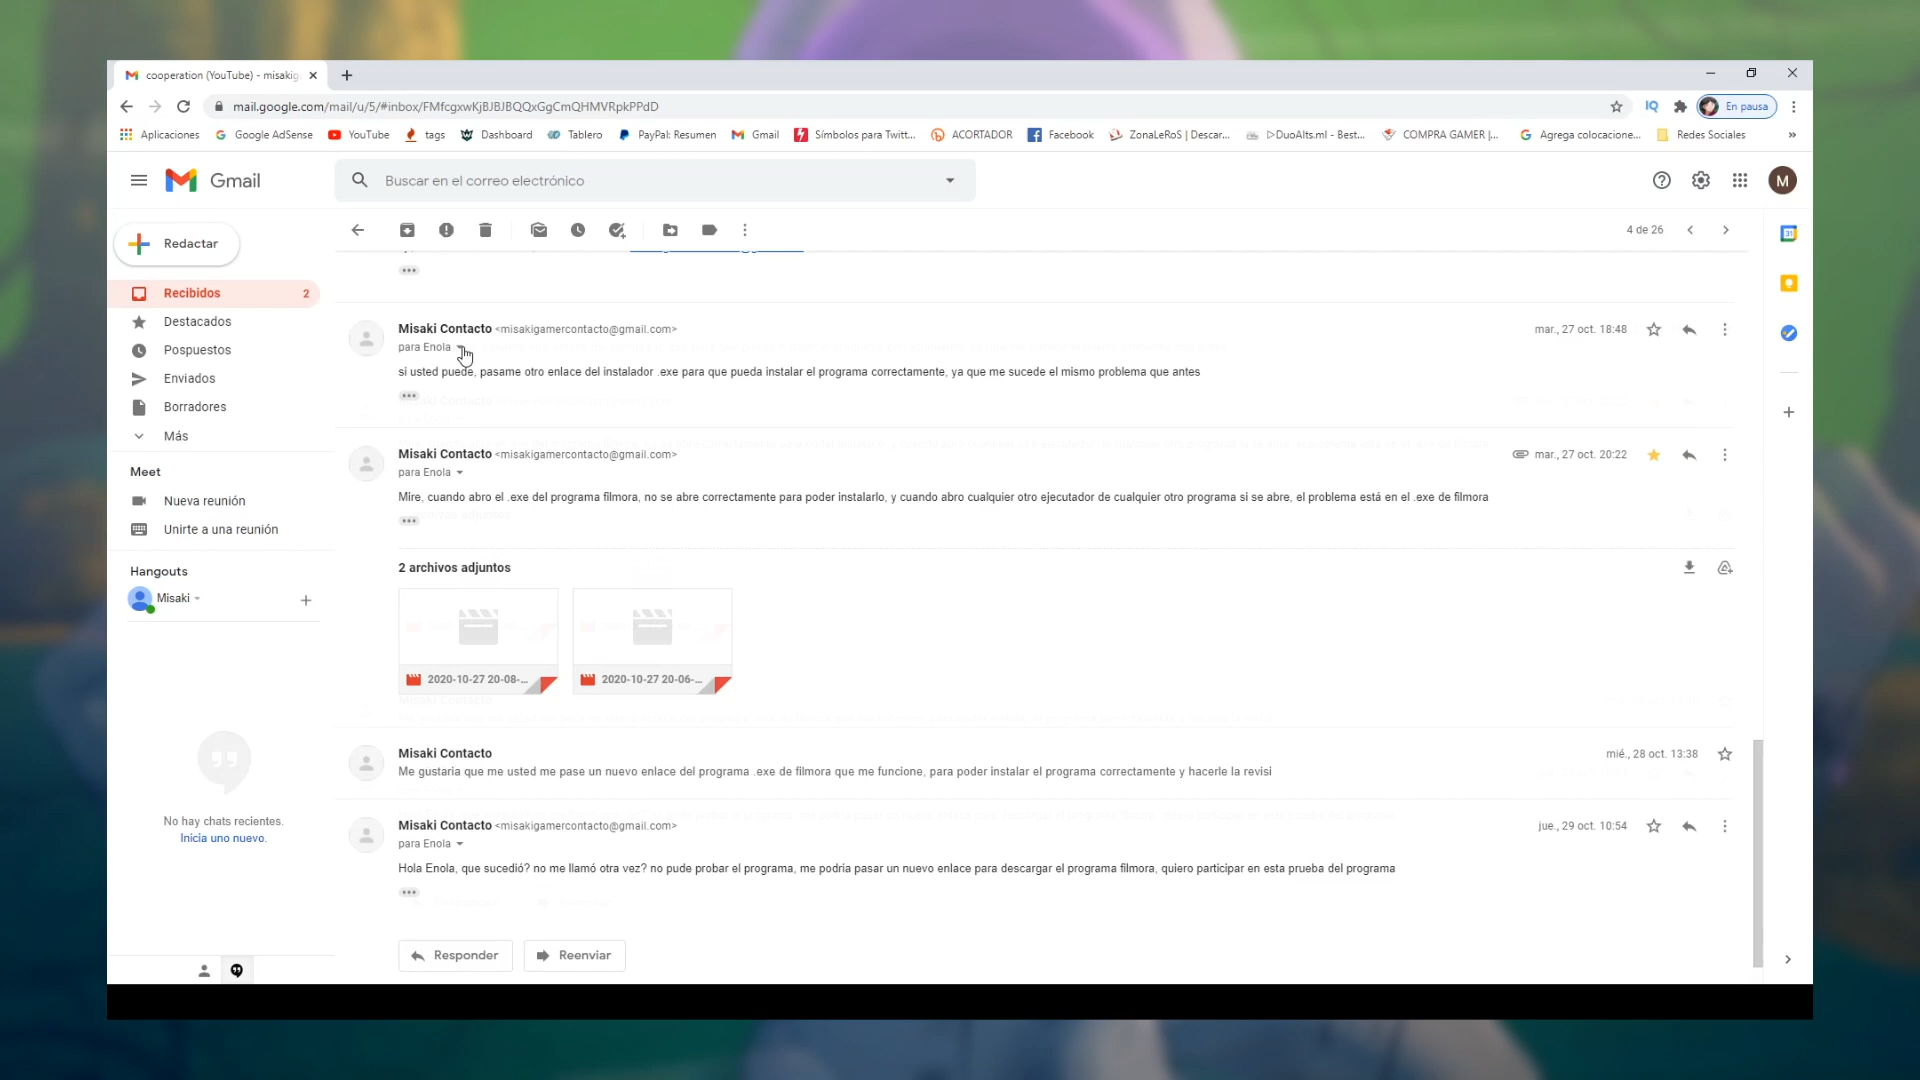 cooperation (YouTube) - misakig
mail.google.com/mail/u/5/#inbox/FMfcgxwKjBJBJBQQxGgCmQHMVRpkPPdD
En pausa
Aplicaciones
Google AdSense
YouTube
tags
Dashboard
Tablero
PayPal: Resumen
Gmail
Símbolos para Twitt...
ACORTADOR
Facebook
ZonaLeRoS | Descar...
▷DuoAlts.ml - Best...
COMPRA GAMER |...
Agrega colocacione...
Redes Sociales
»
Gmail
Buscar en el correo electrónico
M
Redactar
4 de 26
Recibidos 2
Destacados
Pospuestos
Enviados
Borradores
Más
Meet
Nueva reunión
Unirte a una reunión
Hangouts
Misaki
No hay chats recientes.
Inicia uno nuevo.
Misaki Contacto <misakigamercontacto@gmail.com>
mar., 27 oct. 18:48
para Enola
si usted puede, pasame otro enlace del instalador .exe para que pueda instalar el programa correctamente, ya que me sucede el mismo problema que antes
Misaki Contacto <misakigamercontacto@gmail.com>
mar., 27 oct. 20:22
para Enola
Mire, cuando abro el .exe del programa filmora, no se abre correctamente para poder instalarlo, y cuando abro cualquier otro ejecutador de cualquier otro programa si se abre, el problema está en el .exe de filmora
2 archivos adjuntos
2020-10-27 20-08-...
2020-10-27 20-06-...
Misaki Contacto
mié., 28 oct. 13:38
Me gustaria que me usted me pase un nuevo enlace del programa .exe de filmora que me funcione, para poder instalar el programa correctamente y hacerle la revisi
Misaki Contacto <misakigamercontacto@gmail.com>
jue., 29 oct. 10:54
para Enola
Hola Enola, que sucedió? no me llamó otra vez? no pude probar el programa, me podria pasar un nuevo enlace para descargar el programa filmora, quiero participar en esta prueba del programa
Responder
Reenviar